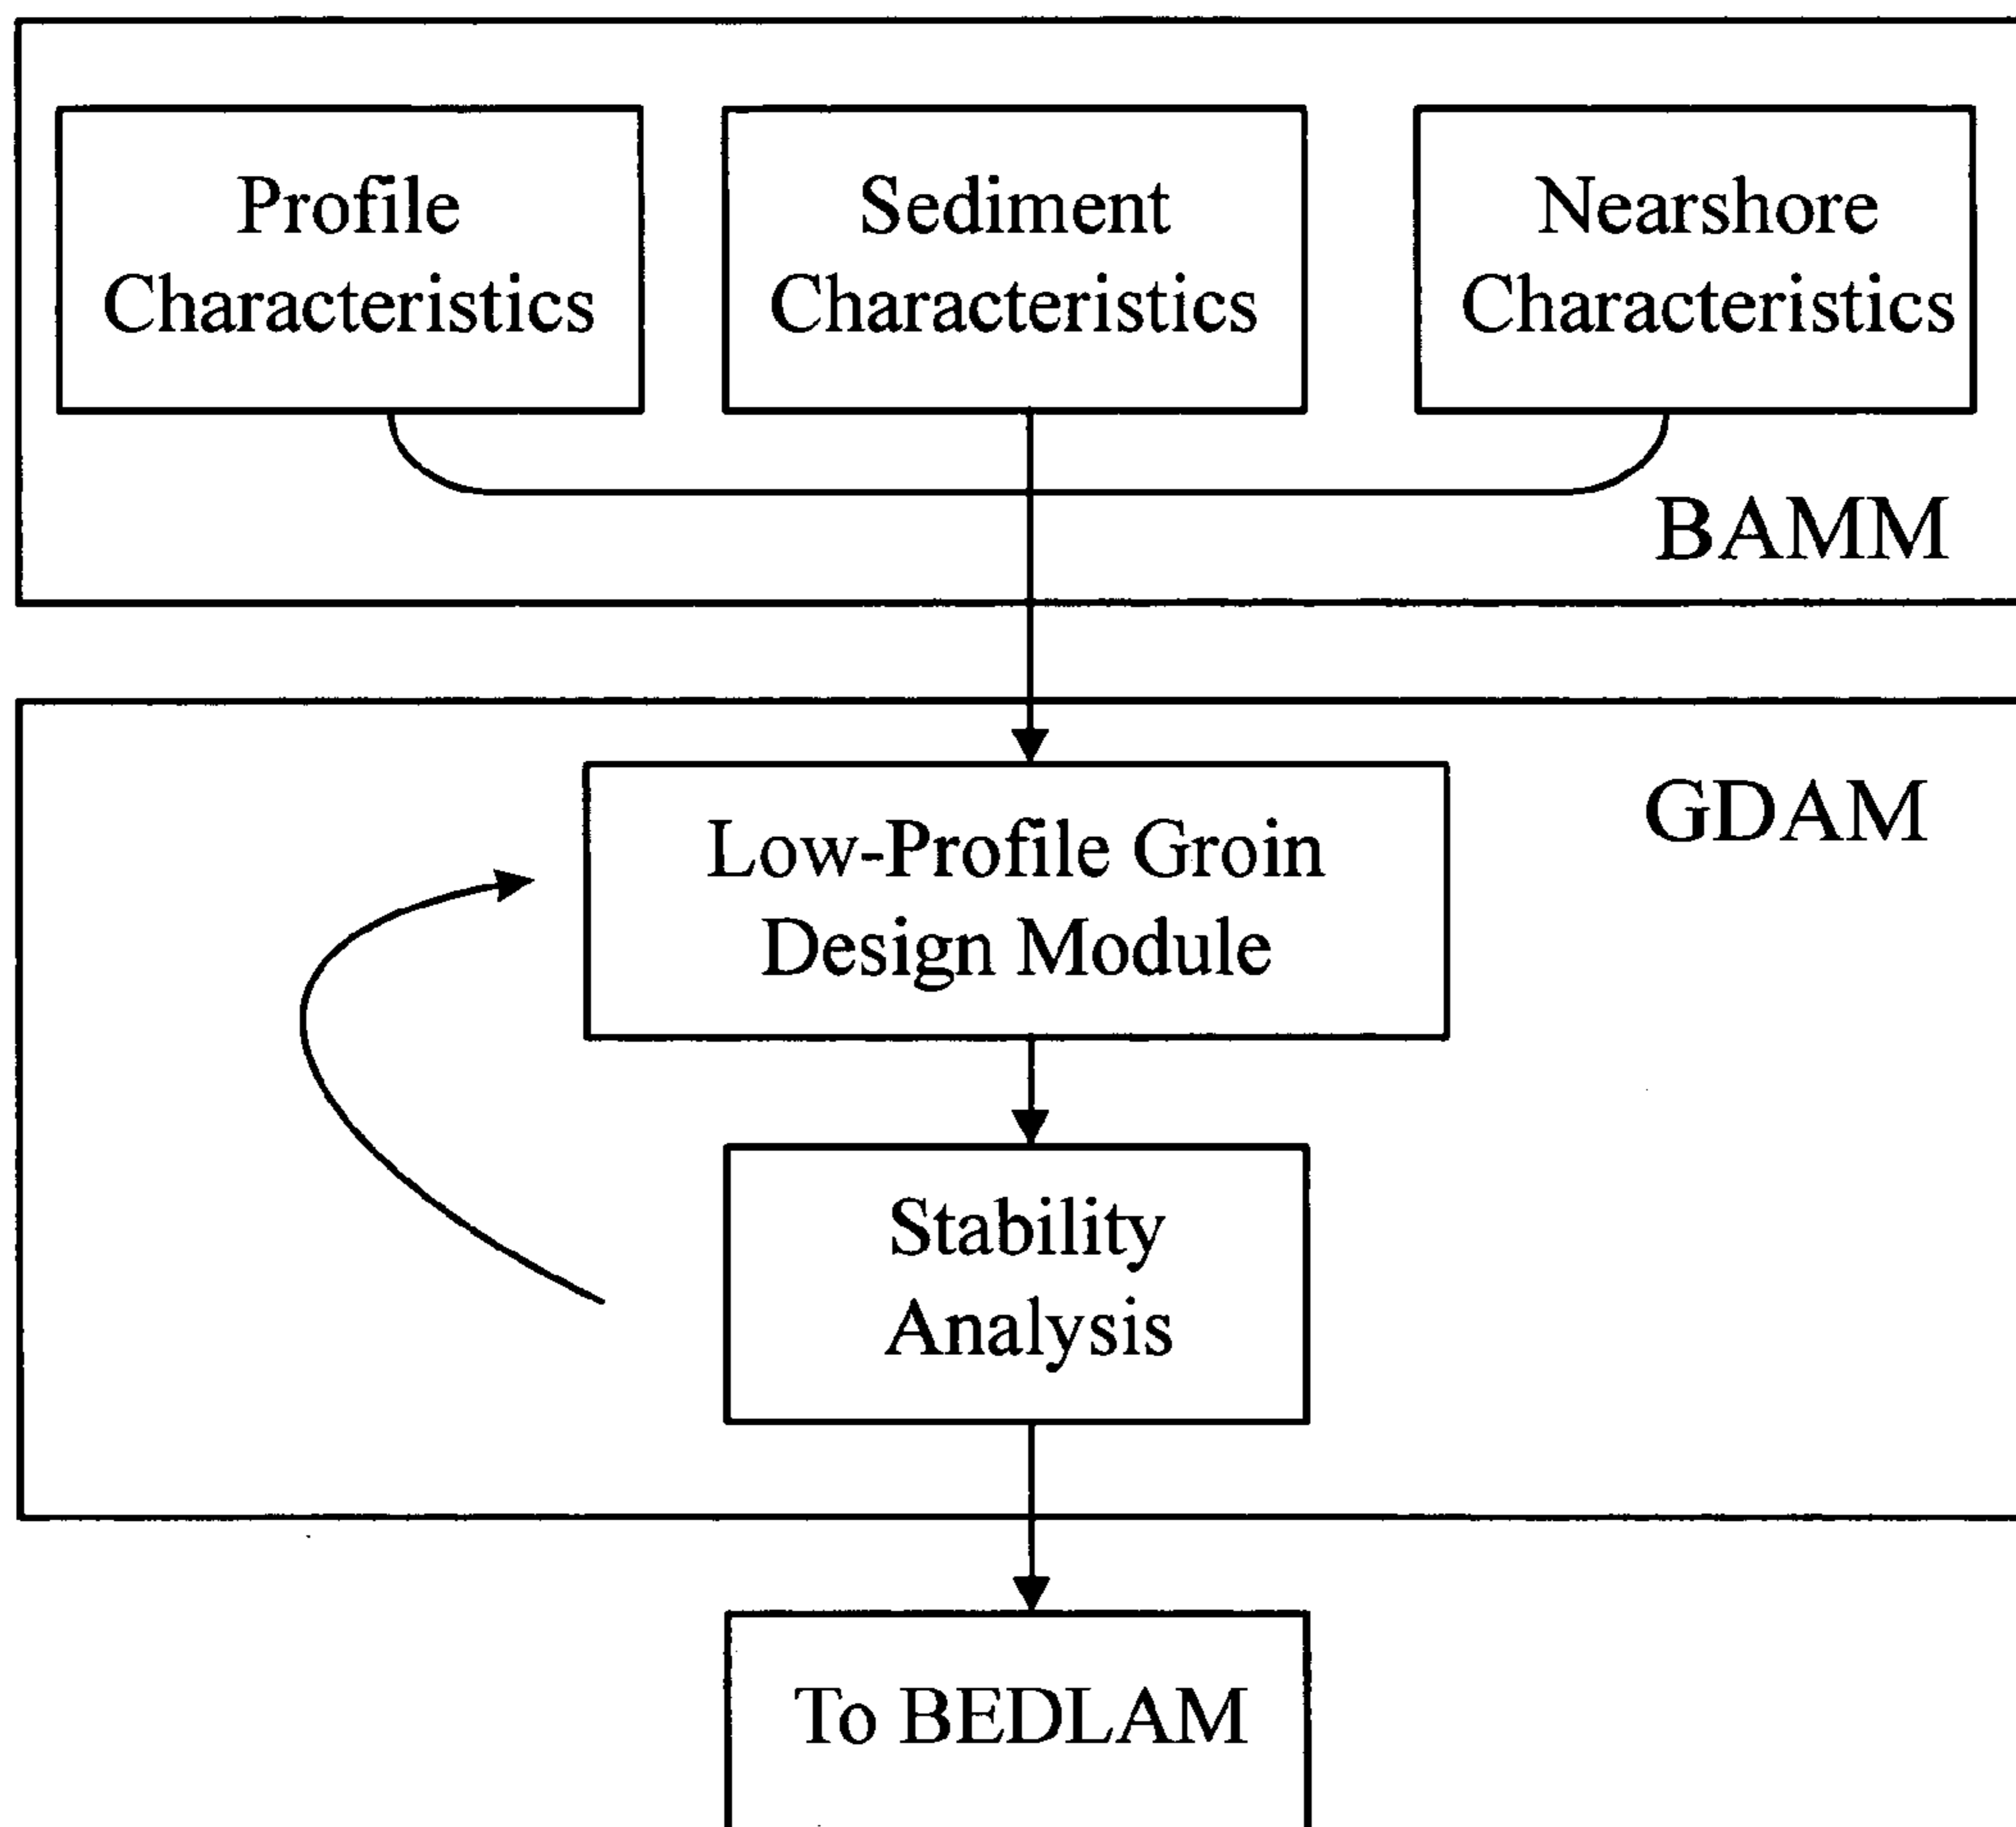 Profile
Characteristics
Sediment
Characteristics
Nearshore
Characteristics
BAMM
GDAM
Low-Profile Groin
Design Module
Stability
Analysis
To BEDLAM